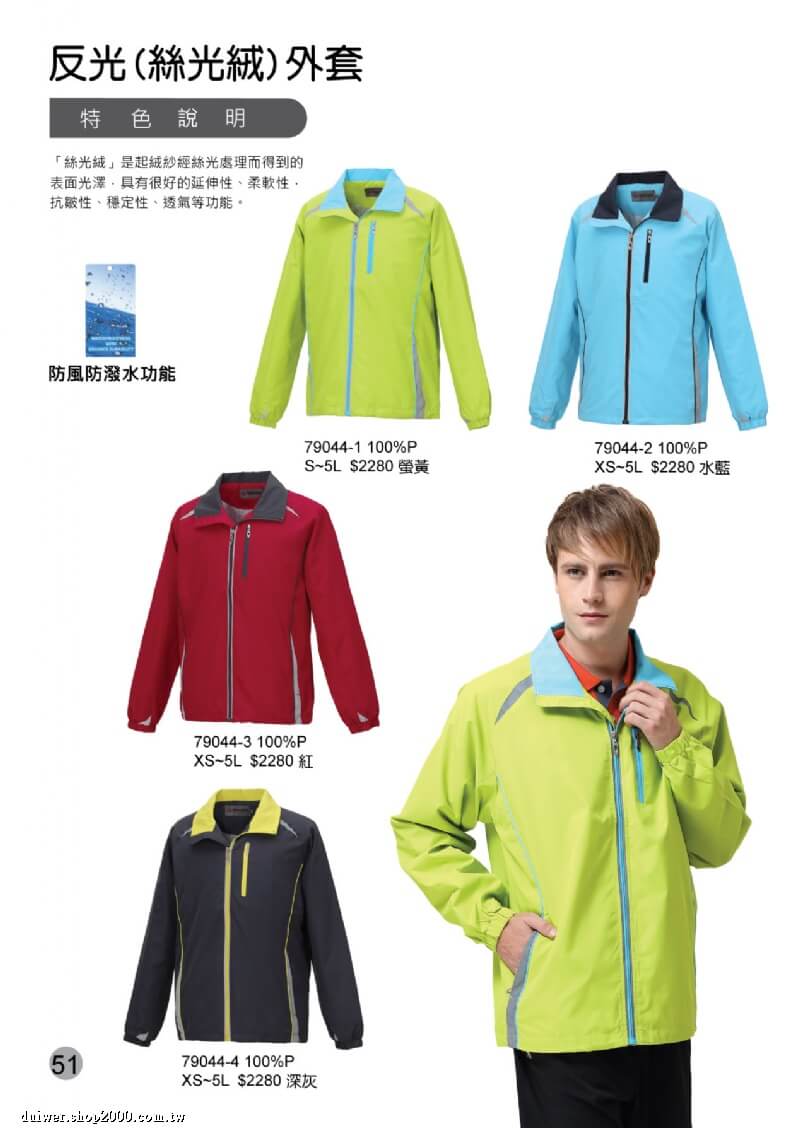 反光(絲光絨)外套
特色說明
「絲光絨」是起絨紗經絲光處理而得到的
表面光澤﹐具有很好的延伸性、柔軟性﹐
抗皺性、穩定性、透氣等功能。
防風防潑水功能
79044-1 100%P
S~5L $2280 螢黃
79044-2 100%P
XS~5L $2280 水藍
79044-3 100%P
XS~5L $2280 紅
79044-4 100%P
XS~5L $2280 深灰
51
duiwer.shop2000.com.tw